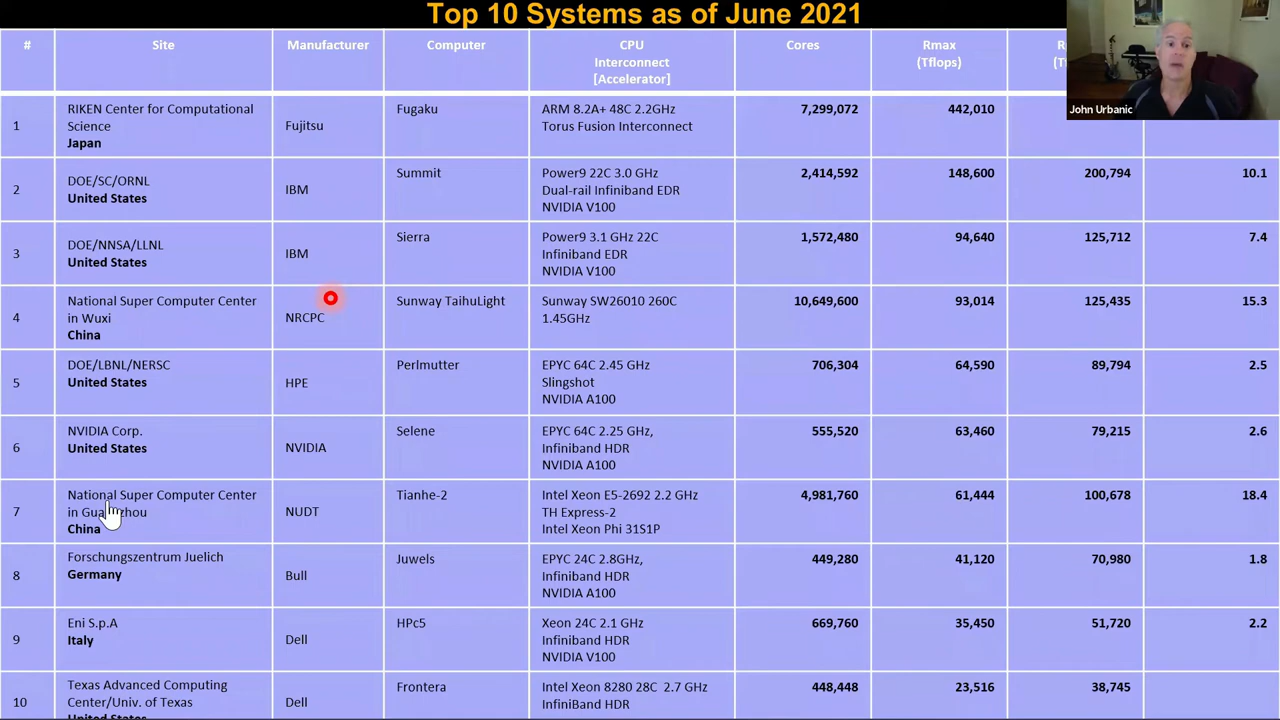 Top 10 Systems as of June 2021
# Site Manufacturer Computer CPU Cores Rmax
Interconnect (Tflops)
[Accelerator]
John Urbanic
RIKEN Center for Computational Fugaku ARM 8.2A+ 48C 2.2GHz 7,299,072 442,010
1 Science Fujitsu Torus Fusion Interconnect
Japan
Summit Power9 22C 3.0 GHz 2,414,592 148,600 200,794 10.1
2 DOE/SC/ORNL IBM Dual-rail Infiniband EDR
United States NVIDIA V100
Sierra Power9 3.1 GHz 22C 1,572,480 94,640 125,712 7.4
3 DOE/NNSA/LLNL IBM Infiniband EDR
United States NVIDIA V100
National Super Computer Center Sunway TaihuLight Sunway SW26010 260C 10,649,600 93,014 125,435 15.3
4 in Wuxi NRCPC 1.45GHz
China
DOE/LBNL/NERSC Perlmutter EPYC 64C 2.45 GHz 706,304 64,590 89,794 2.5
5 United States HPE Slingshot
NVIDIA A100
NVIDIA Corp. Selene EPYC 64C 2.25 GHz, 555,520 63,460 79,215 2.6
6 United States NVIDIA Infiniband HDR
NVIDIA A100
National Super Computer Center Tianhe-2 Intel Xeon E5-2692 2.2 GHz 4,981,760 61,444 100,678 18.4
7 in NUDT TH Express-2
China Intel Xeon Phi 31S1P
Forschungszentrum Juelich Juwels EPYC 24C 2.8GHz, 449,280 41,120 70,980 1.8
8 Germany Bull Infiniband HDR
NVIDIA A100
Eni S.p.A HPc5 Xeon 24C 2.1 GHz 669,760 35,450 51,720 2.2
9 Italy Dell Infiniband HDR
NVIDIA V100
Texas Advanced Computing Frontera Intel Xeon 8280 28C 2.7 GHz 448,448 23,516 38,745
10 Center/Univ. of Texas Dell InfiniBand HDR
United States